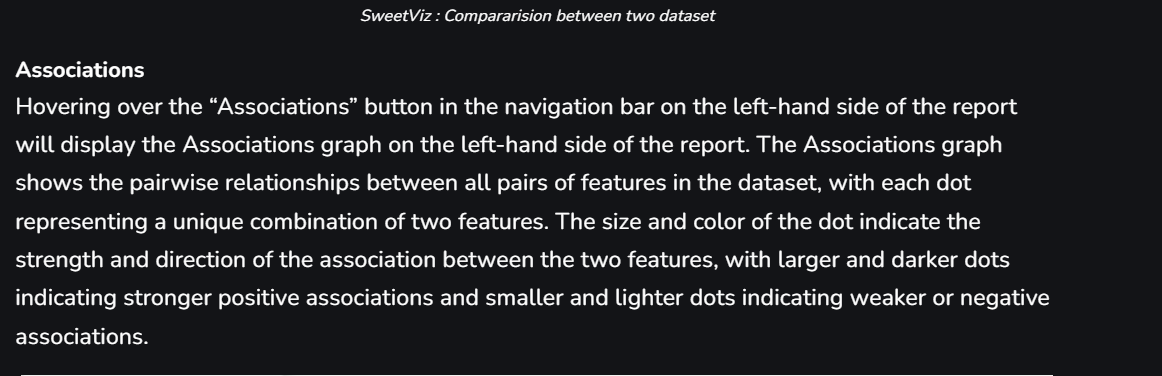 SweetViz : Compararision between two dataset
Associations
Hovering over the “Associations” button in the navigation bar on the left-hand side of the report
will display the Associations graph on the left-hand side of the report. The Associations graph
shows the pairwise relationships between all pairs of features in the dataset, with each dot
representing a unique combination of two features. The size and color of the dot indicate the
strength and direction of the association between the two features, with larger and darker dots
indicating stronger positive associations and smaller and lighter dots indicating weaker or negative
associations.